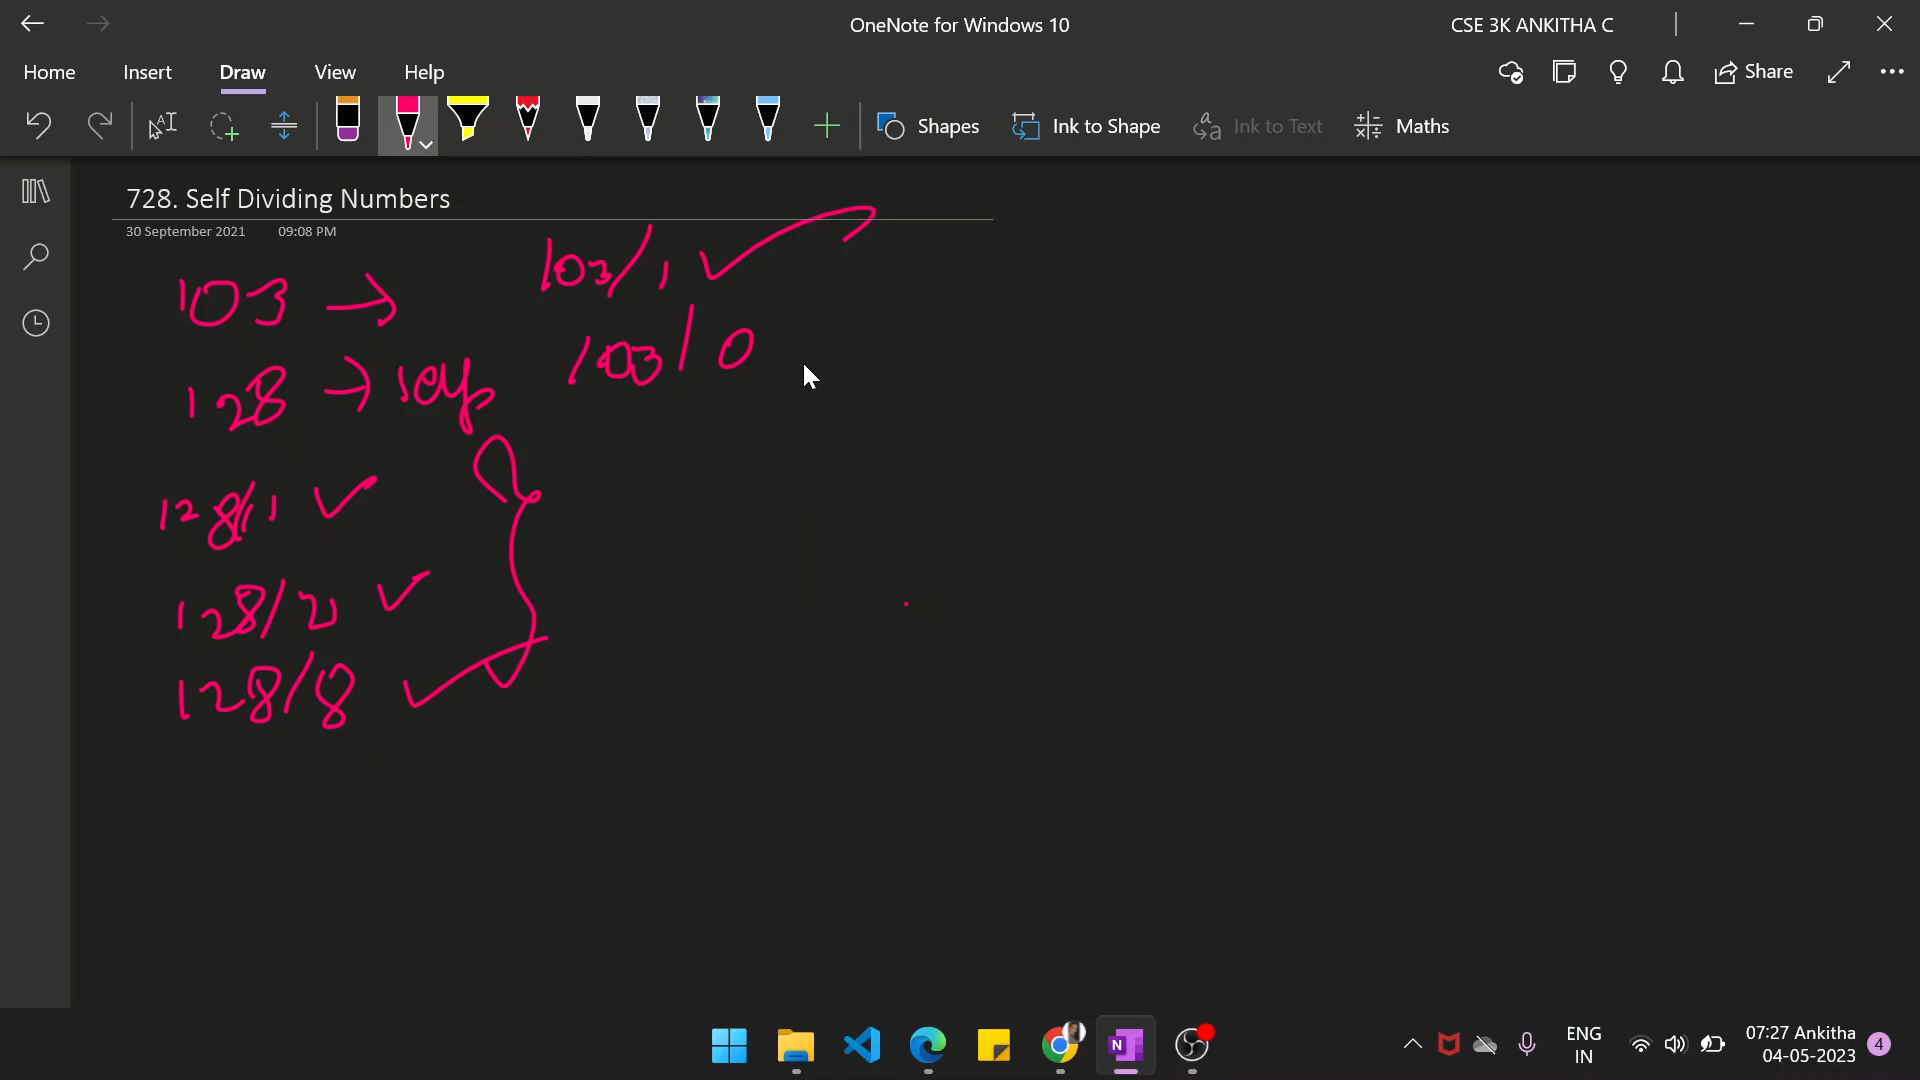 OneNote for Windows 10
CSE 3K ANKITHA C
Home Insert Draw View Help
Share
Shapes Ink to Shape Ink to Text Maths
728. Self Dividing Numbers
30 September 2021 09:08 PM
103 →
103/1 ✓
103/0
128 → self
128/1 ✓
128/2 ✓
128/8 ✓
ENG
IN
07:27 Ankitha
04-05-2023
4